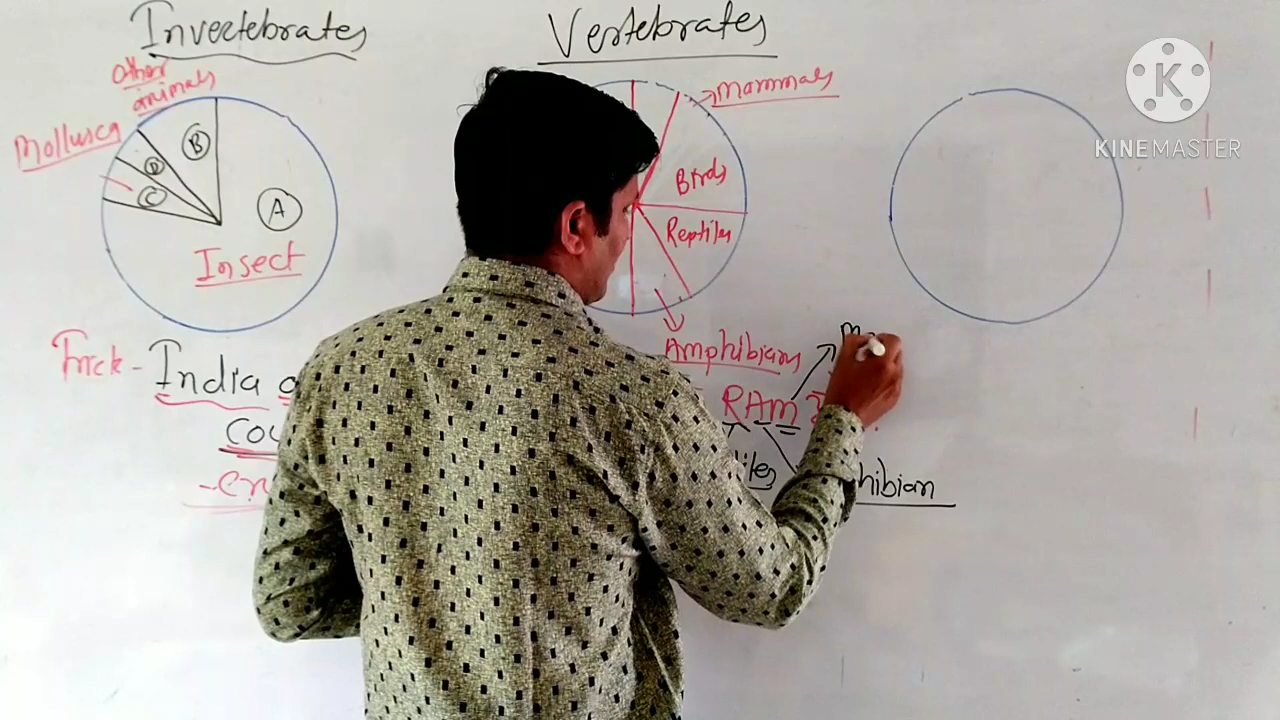 Invertebrates
Vertebrates
Other
animals
Mollusca
Mammals
K
KINEMASTER
B
D
C
A
Insect
Birds
Reptiles
Amphibians
Trick - India
RAM
hibian